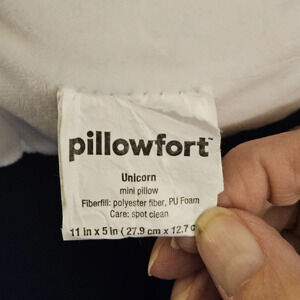 pillowfort™
Unicorn
mini pillow
Fiberfill: polyester fiber, PU Foam
Care: spot clean
11 in x 5 in ( 27.9 cm x 12.7 c